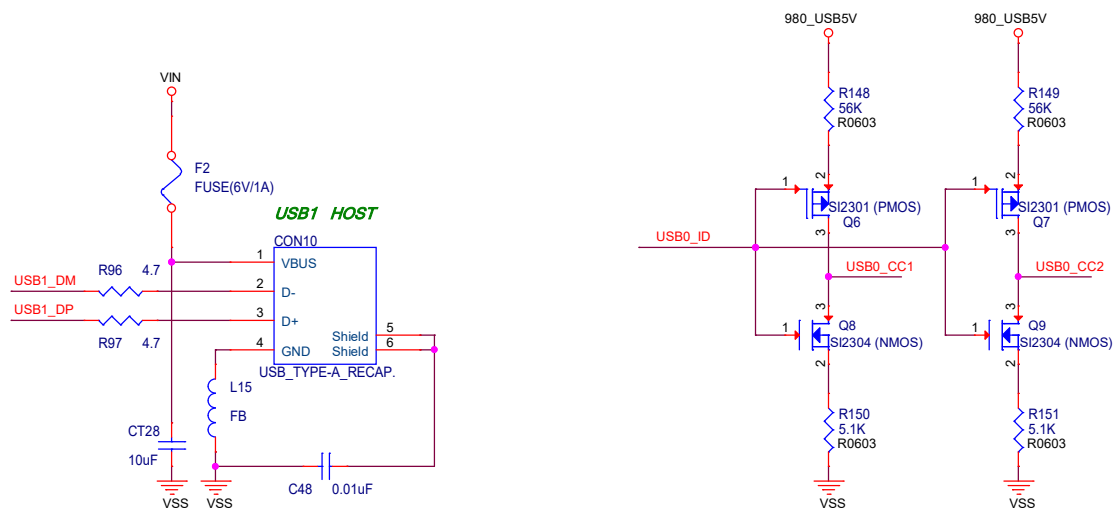 980_USB5V
980_USB5V
VIN
R148
56K
R0603
R149
56K
R0603
F2
FUSE(6V/1A)
USB1 HOST
CON10
1
VBUS
USB1_DM
R96
4.7
2
D-
USB1_DP
R97
4.7
3
D+
4
GND
Shield
5
Shield
6
USB_TYPE-A_RECAP.
L15
FB
CT28
10uF
C48
0.01uF
VSS
VSS
USB0_ID
1
2
SI2301 (PMOS)
Q6
3
1
2
SI2301 (PMOS)
Q7
3
USB0_CC1
USB0_CC2
3
Q8
1
SI2304 (NMOS)
2
3
Q9
1
SI2304 (NMOS)
2
R150
5.1K
R0603
R151
5.1K
R0603
VSS
VSS